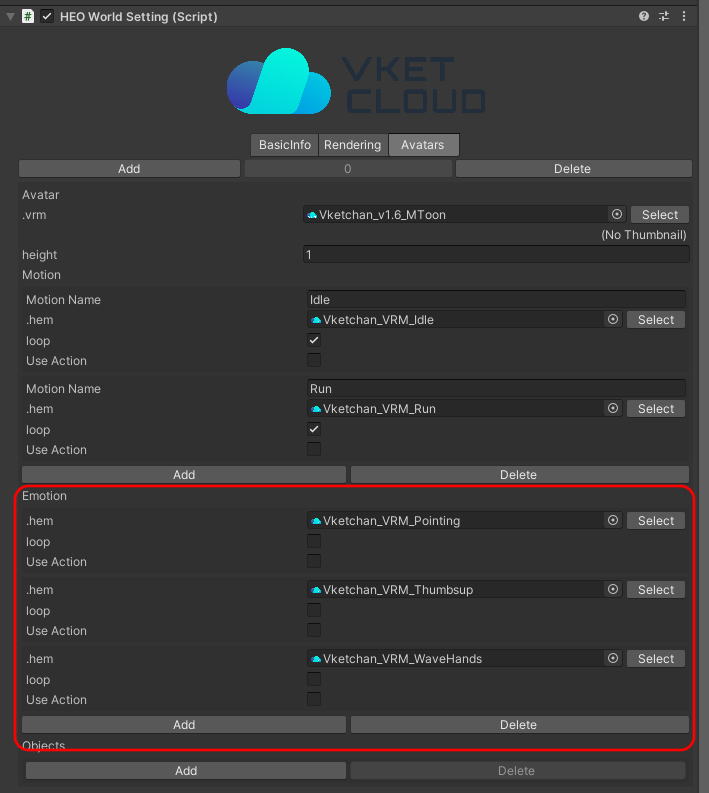 HEO World Setting (Script)
VKET
CLOUD
BasicInfo Rendering Avatars
Add 0 Delete
Avatar
.vrm Vketchan_v1.6_MToon Select
(No Thumbnail)
height 1
Motion
Motion Name Idle
.hem Vketchan_VRM_Idle Select
loop
Use Action
Motion Name Run
.hem Vketchan_VRM_Run Select
loop
Use Action
Add Delete
Emotion
.hem Vketchan_VRM_Pointing Select
loop
Use Action
.hem Vketchan_VRM_Thumbsup Select
loop
Use Action
.hem Vketchan_VRM_WaveHands Select
loop
Use Action
Add Delete
Objects
Add Delete